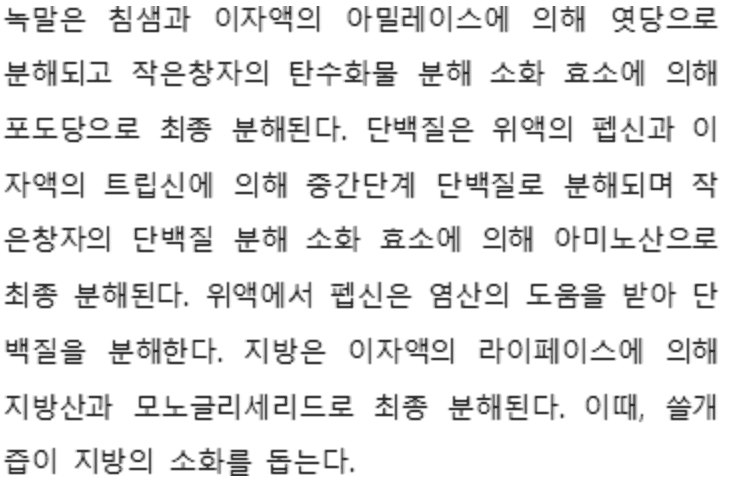 녹말은 침샘과 이자액의 아밀레이스에 의해 엿당으로
분해되고 작은창자의 탄수화물 분해 소화 효소에 의해
포도당으로 최종 분해된다. 단백질은 위액의 펩신과 이
자액의 트립신에 의해 중간단계 단백질로 분해되며 작
은창자의 단백질 분해 소화 효소에 의해 아미노산으로
최종 분해된다. 위액에서 펩신은 염산의 도움을 받아 단
백질을 분해한다. 지방은 이자액의 라이페이스에 의해
지방산과 모노글리세리드로 최종 분해된다. 이때, 쓸개
즙이 지방의 소화를 돕는다.